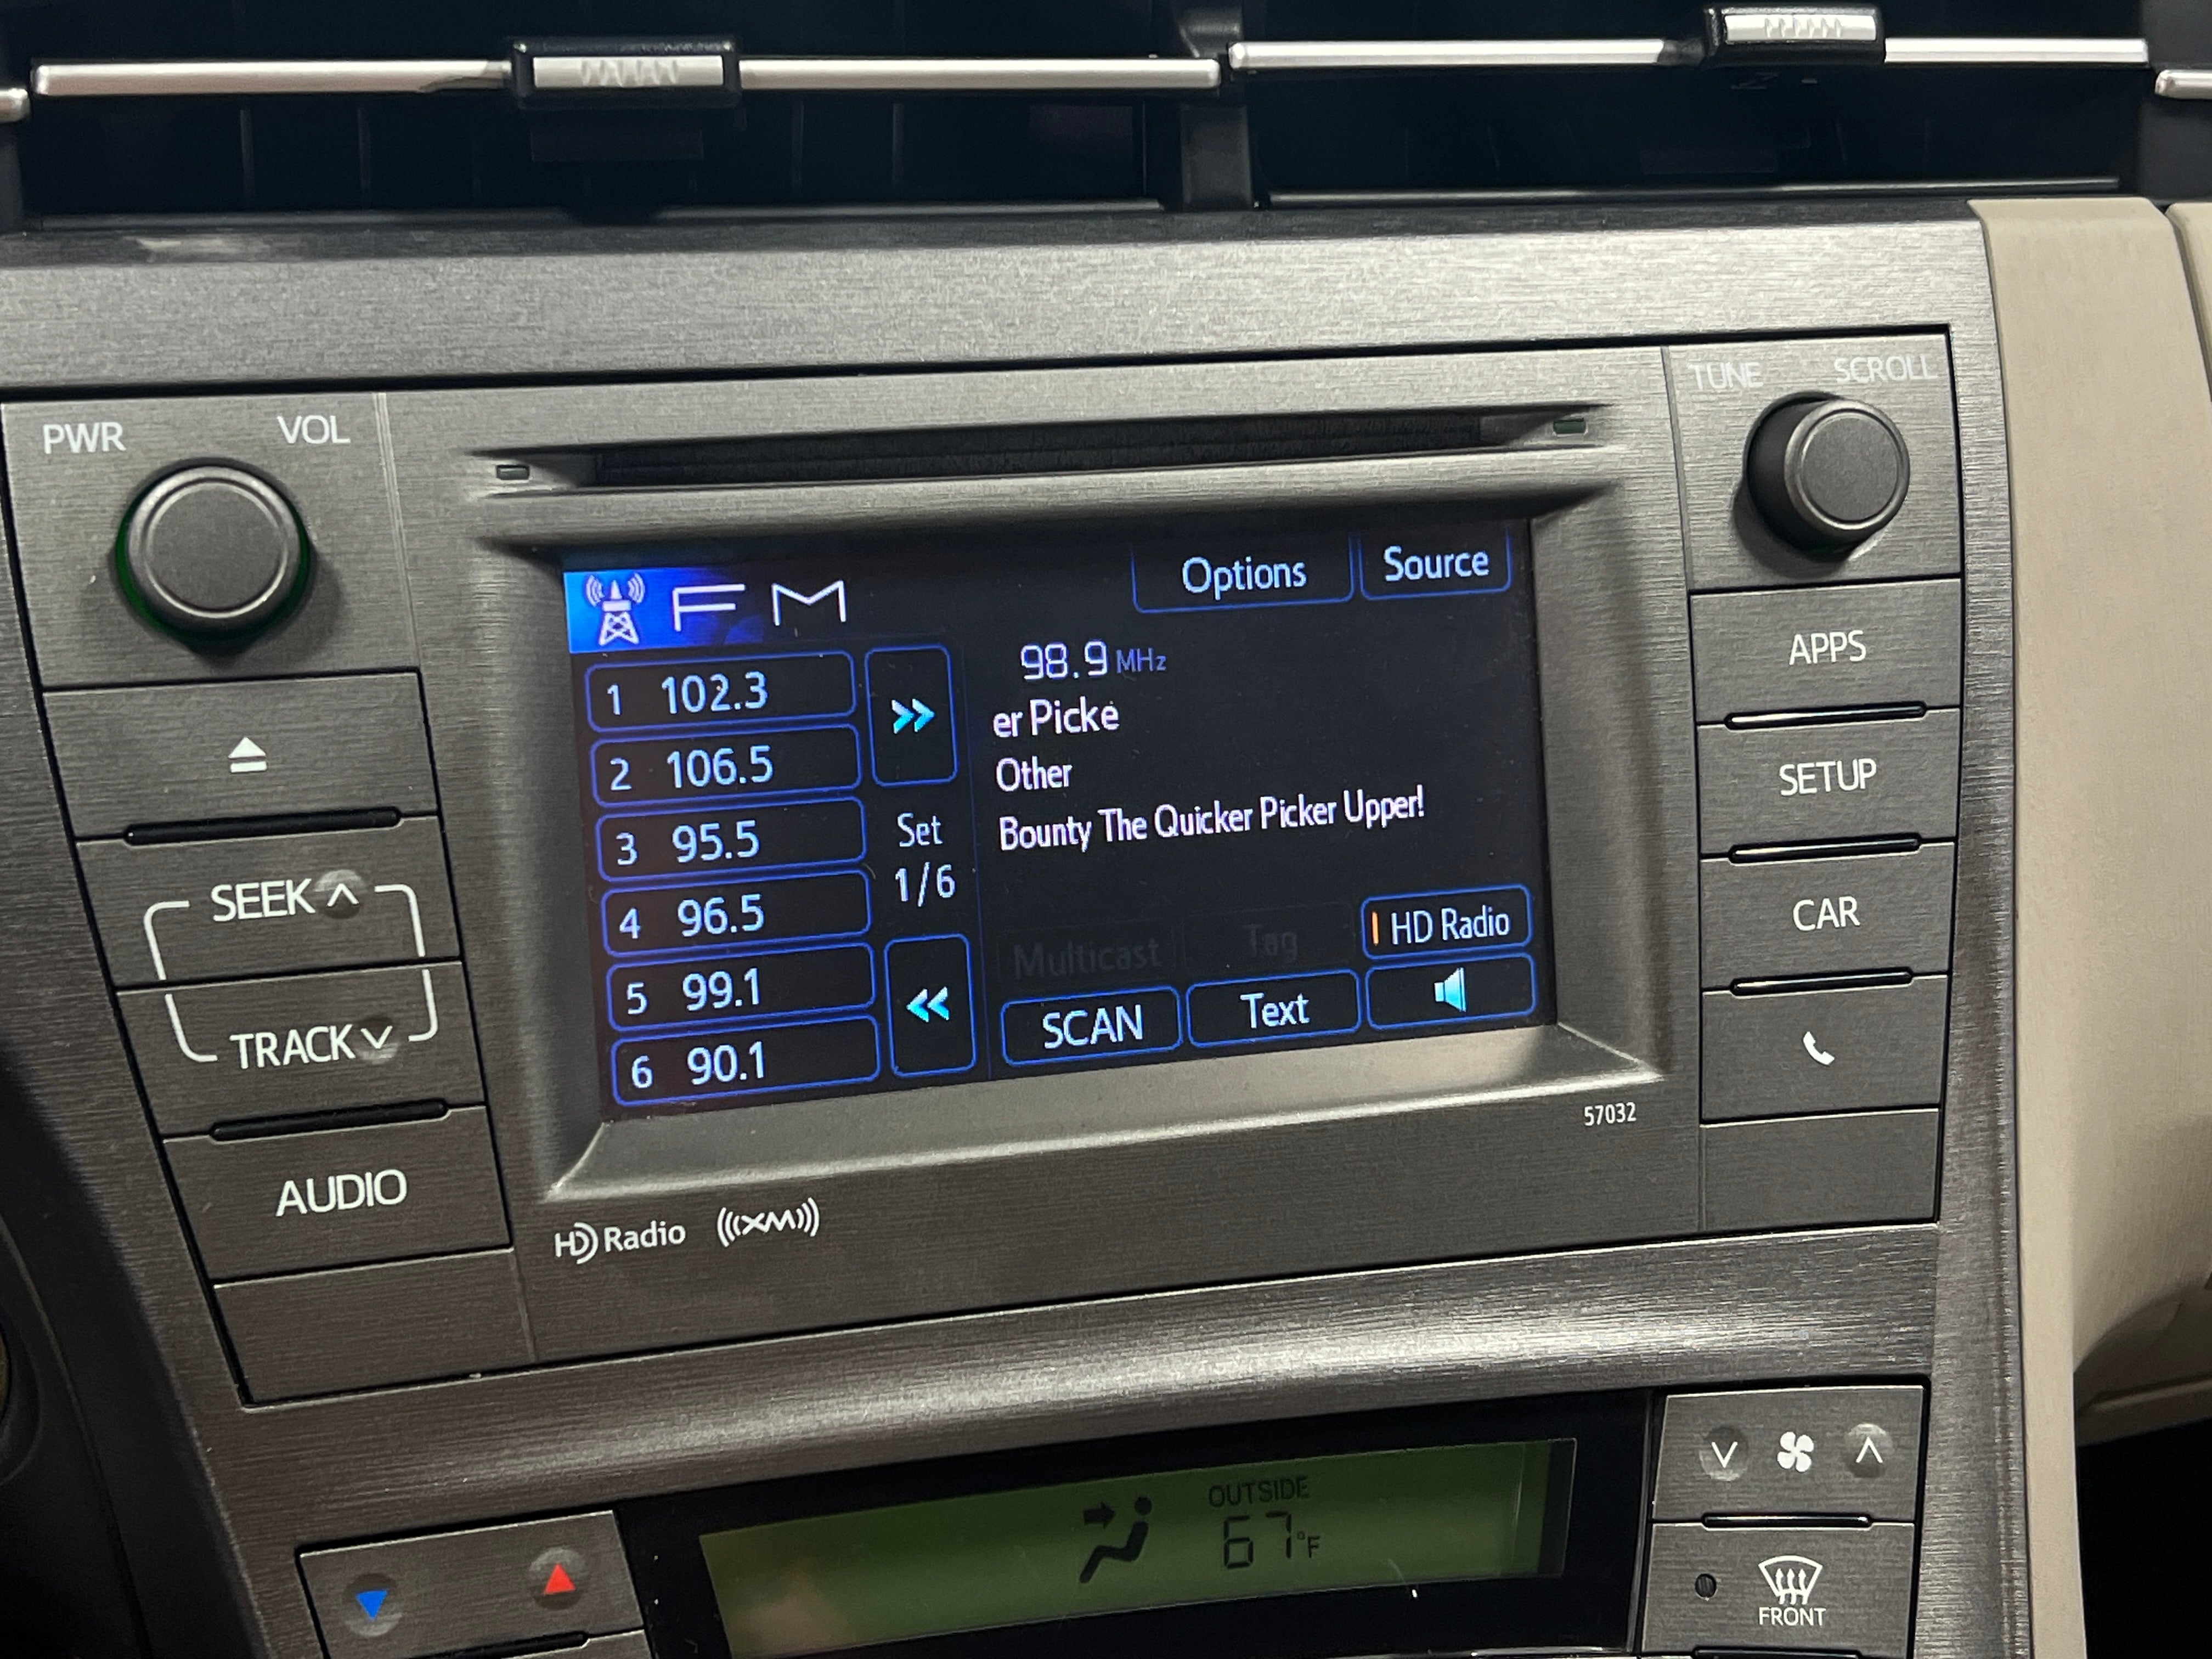 PWR VOL
TUNE SCROLL
FM
Options
Source
1 102.3
2 106.5
3 95.5
4 96.5
5 99.1
6 90.1
Set
1/6
98.9 MHz
er Picke
Other
Bounty The Quicker Picker Upper!
Multicast
Tag
HD Radio
SCAN
Text
SEEK
TRACK
AUDIO
APPS
SETUP
CAR
57032
HD Radio
((XM))
OUTSIDE
67°F
FRONT